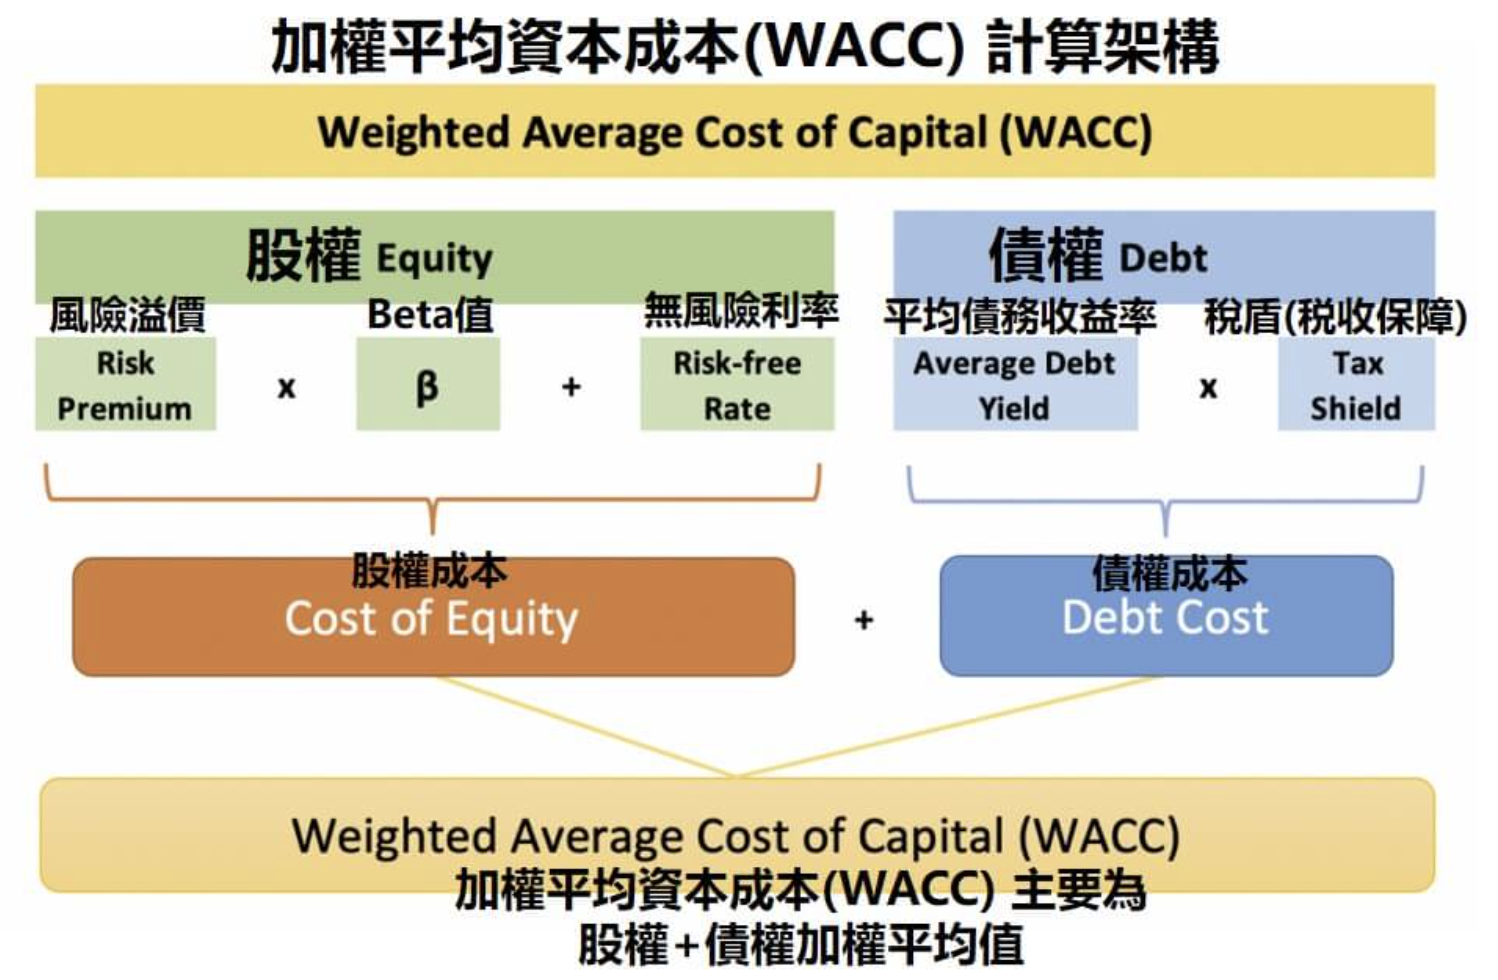 加權平均資本成本(WACC) 計算架構
Weighted Average Cost of Capital (WACC)
股權 Equity
債權 Debt
風險溢價
Beta值
無風險利率
平均債務收益率
稅盾(税收保障)
Risk
Premium
x
β
+
Risk-free
Rate
Average Debt
Yield
x
Tax
Shield
股權成本
Cost of Equity
+
債權成本
Debt Cost
Weighted Average Cost of Capital (WACC)
加權平均資本成本(WACC) 主要為
股權+債權加權平均值